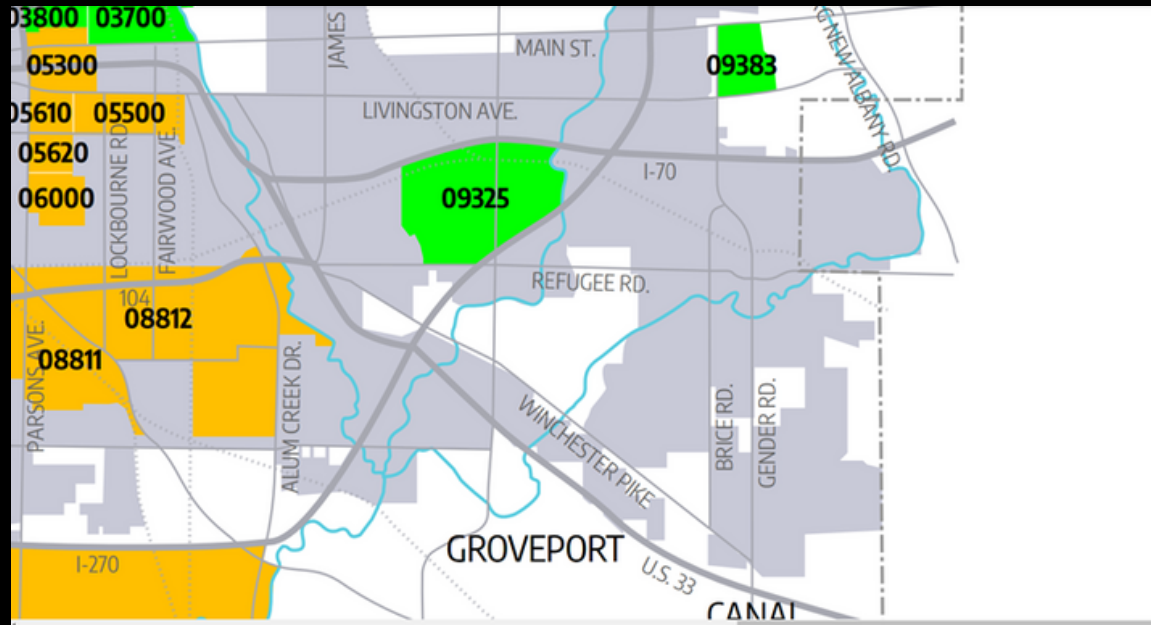 03800
03700
JAMES
MAIN ST.
NEW ALBANY RD.
05300
09383
05610
05500
LIVINGSTON AVE.
05620
I-70
06000
09325
LOCKBOURNE RD.
FAIRWOOD AVE.
REFUGEE RD.
104
08812
08811
PARSONS AVE.
ALUM CREEK DR.
WINCHESTER PIKE
BRICE RD.
GENDER RD.
GROVEPORT
I-270
U.S. 33
CANAL